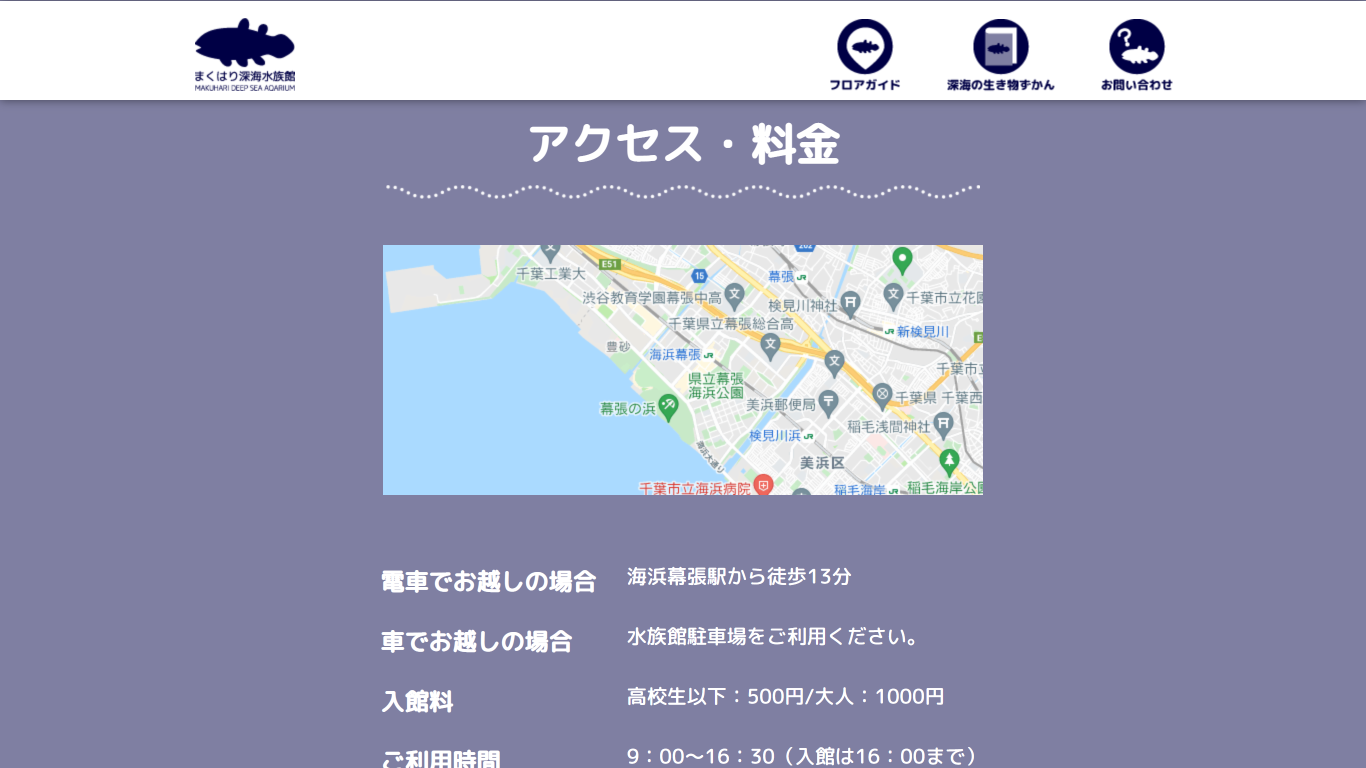 まくはり深海水族館
MAKUHARI DEEP SEA AQARIUM
フロアガイド
深海の生き物ずかん
お問い合わせ
アクセス・料金
千葉工業大
E51
15
幕張
渋谷教育学園幕張中高
検見川神社
千葉市立花園
千葉県立幕張総合高
新検見川
豊砂
海浜幕張
県立幕張
海浜公園
千葉市立
幕張の浜
美浜郵便局
千葉県 千葉西
検見川浜
稲毛浅間神社
海浜大通り
美浜区
千葉市立海浜病院
稲毛海岸
稲毛海岸公園
電車でお越しの場合
海浜幕張駅から徒歩13分
車でお越しの場合
水族館駐車場をご利用ください。
入館料
高校生以下：500円/大人：1000円
ご利用時間
9：00〜16：30（入館は16：00まで）